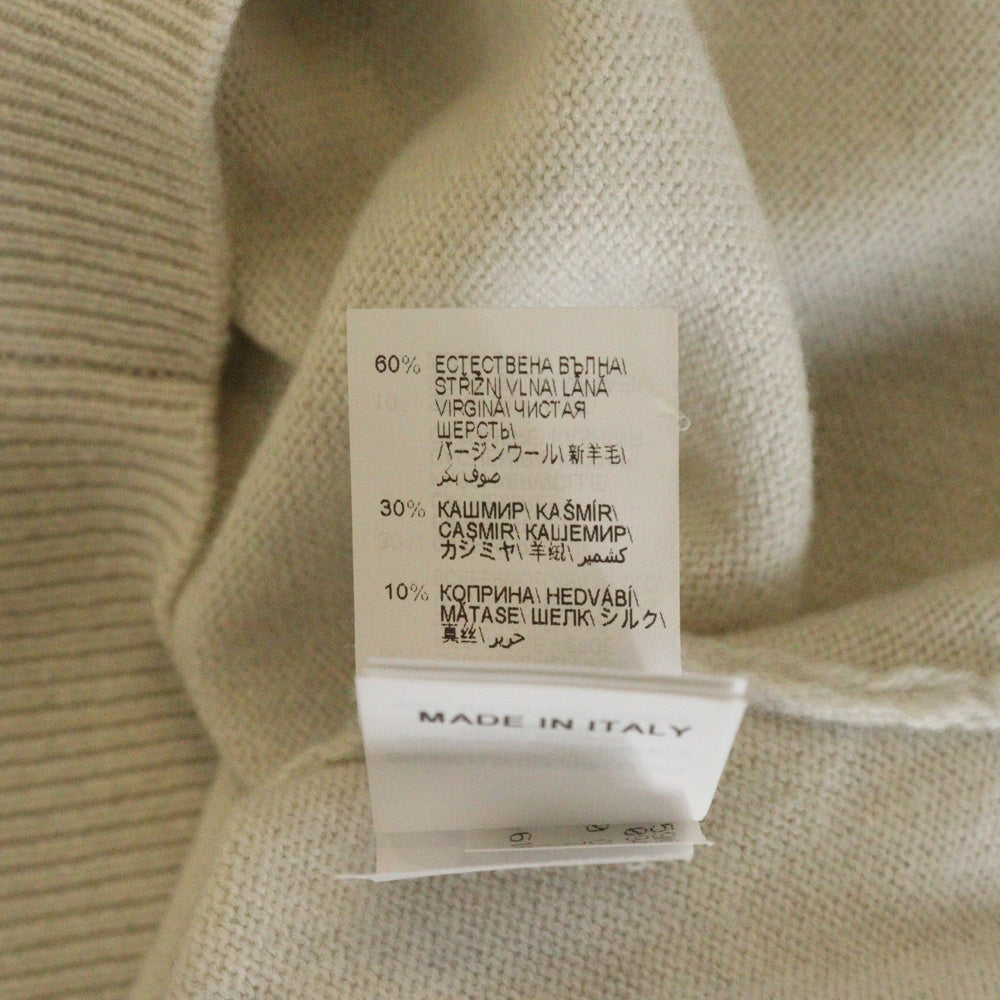 60% ЕСТЕСТВЕНА ВЪЛНА\
STŘIŽNÍ VLNA\ LÂNĂ
VIRGINĂ\ ЧИСТАЯ
ШЕРСТЬ\
バージンウール\ 新羊毛\
صوف بكر
30% КАШМИР\ KAŠMÍR\
CAŞMIR\ КАШЕМИР\
カシミヤ\ 羊绒\ كشمير
10% КОПРИНА\ HEDVÁBÍ\
MĂTASE\ ШЕЛК\ シルク\
真丝\ حرير
MADE IN ITALY